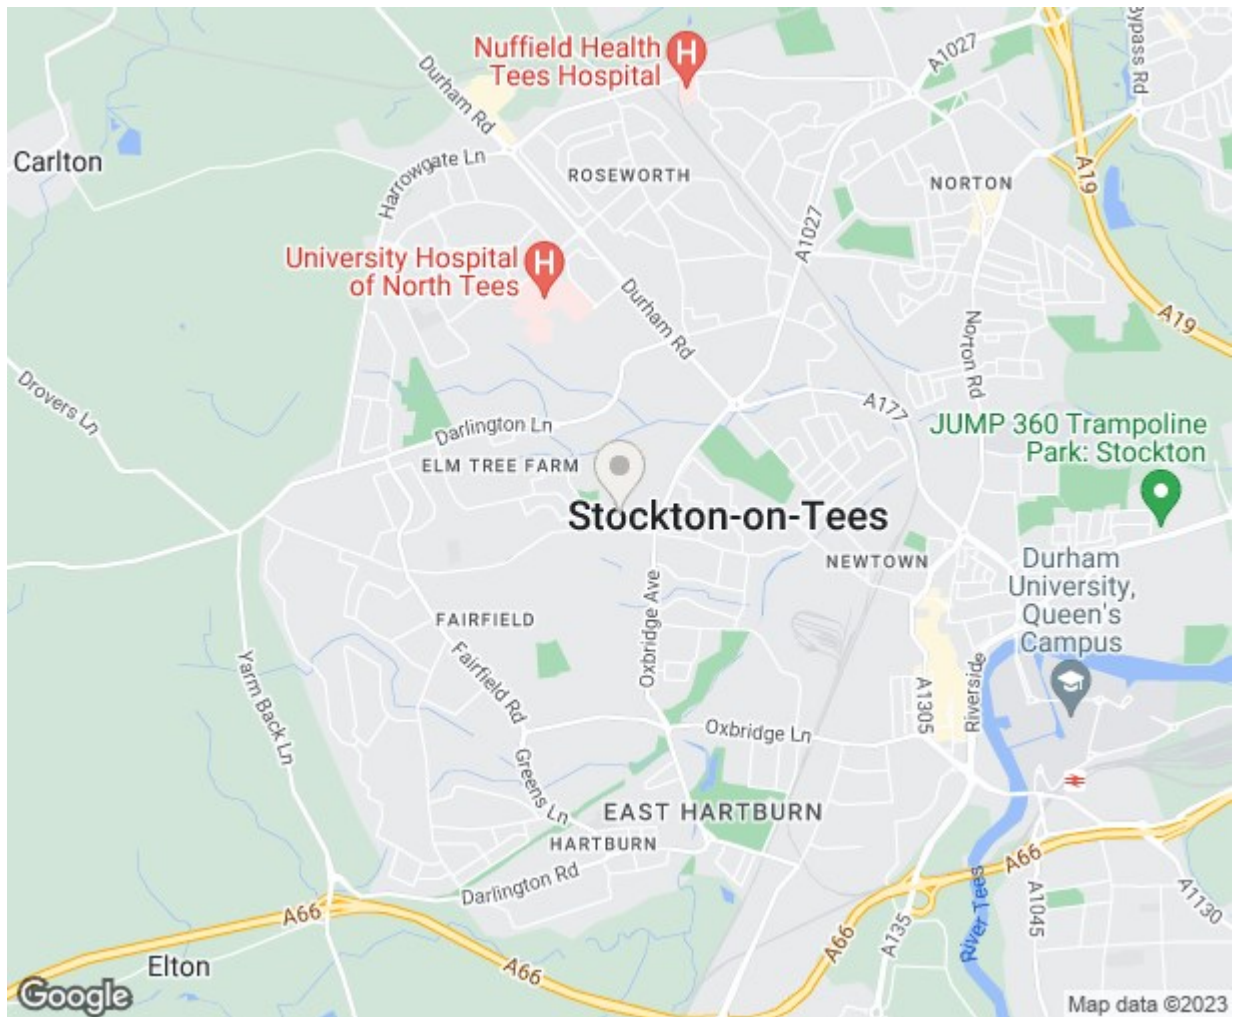 Nuffield Health
Tees Hospital
A1027
Bypass Rd
Durham Rd
Carlton
Harrowgate Ln
ROSEWORTH
NORTON
A19
A1027
University Hospital
of North Tees
Durham Rd
A19
Norton Rd
Drovers Ln
A177
Darlington Ln
JUMP 360 Trampoline
Park: Stockton
ELM TREE FARM
Stockton-on-Tees
NEWTOWN
Durham
University,
Queen's
Campus
Oxbridge Ave
FAIRFIELD
Fairfield Rd
Yarm Back Ln
Riverside
A1305
Oxbridge Ln
Greens Ln
EAST HARTBURN
HARTBURN
Darlington Rd
A66
A66
A1045
A1130
River Tees
A135
A66
A66
Elton
Google
Map data ©2023